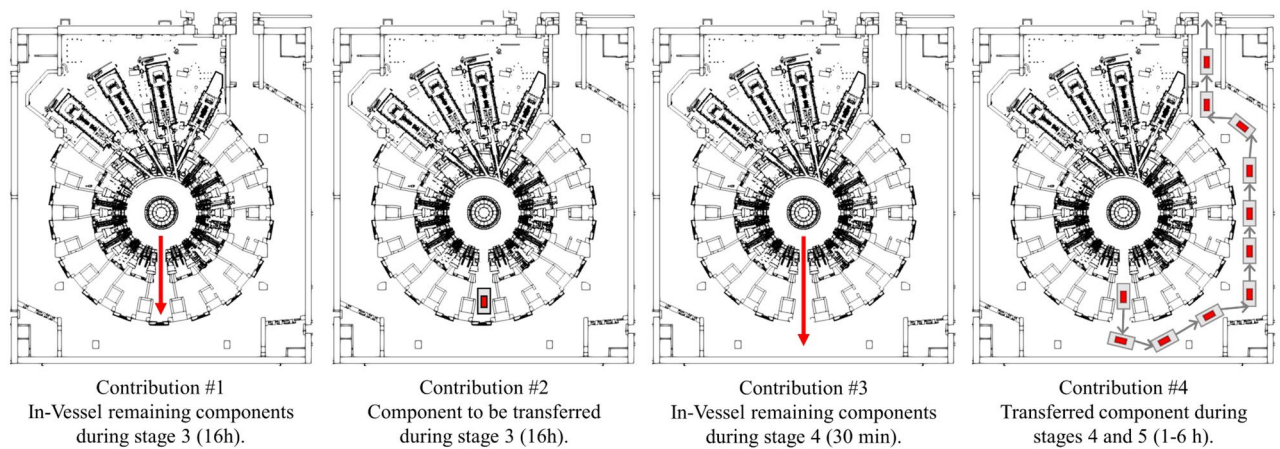 Contribution #1
In-Vessel remaining components
during stage 3 (16h).
Contribution #2
Component to be transferred
during stage 3 (16h).
Contribution #3
In-Vessel remaining components
during stage 4 (30 min).
Contribution #4
Transferred component during
stages 4 and 5 (1-6 h).